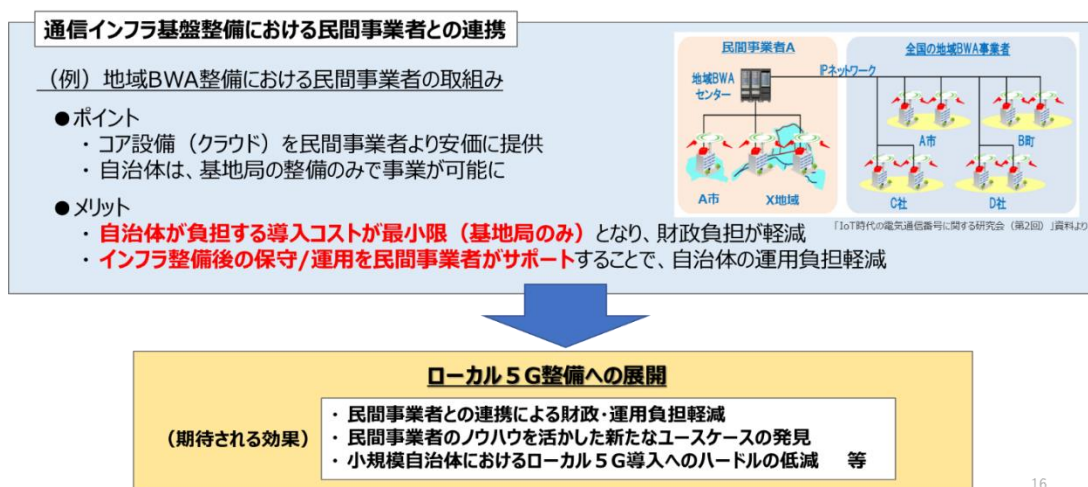 通信インフラ基盤整備における民間事業者との連携
（例）地域BWA整備における民間事業者の取組み
●ポイント
・コア設備（クラウド）を民間事業者より安価に提供
・自治体は、基地局の整備のみで事業が可能に
●メリット
・自治体が負担する導入コストが最小限（基地局のみ）となり、財政負担が軽減
・インフラ整備後の保守/運用を民間事業者がサポートすることで、自治体の運用負担軽減
民間事業者A
地域BWA
センター
A市
X地域
IPネットワーク
全国の地域BWA事業者
A市
B町
C社
D社
「IoT時代の電気通信番号に関する研究会（第2回）」資料より
ローカル５G整備への展開
（期待される効果）
・民間事業者との連携による財政・運用負担軽減
・民間事業者のノウハウを活かした新たなユースケースの発見
・小規模自治体におけるローカル５G導入へのハードルの低減　等
16